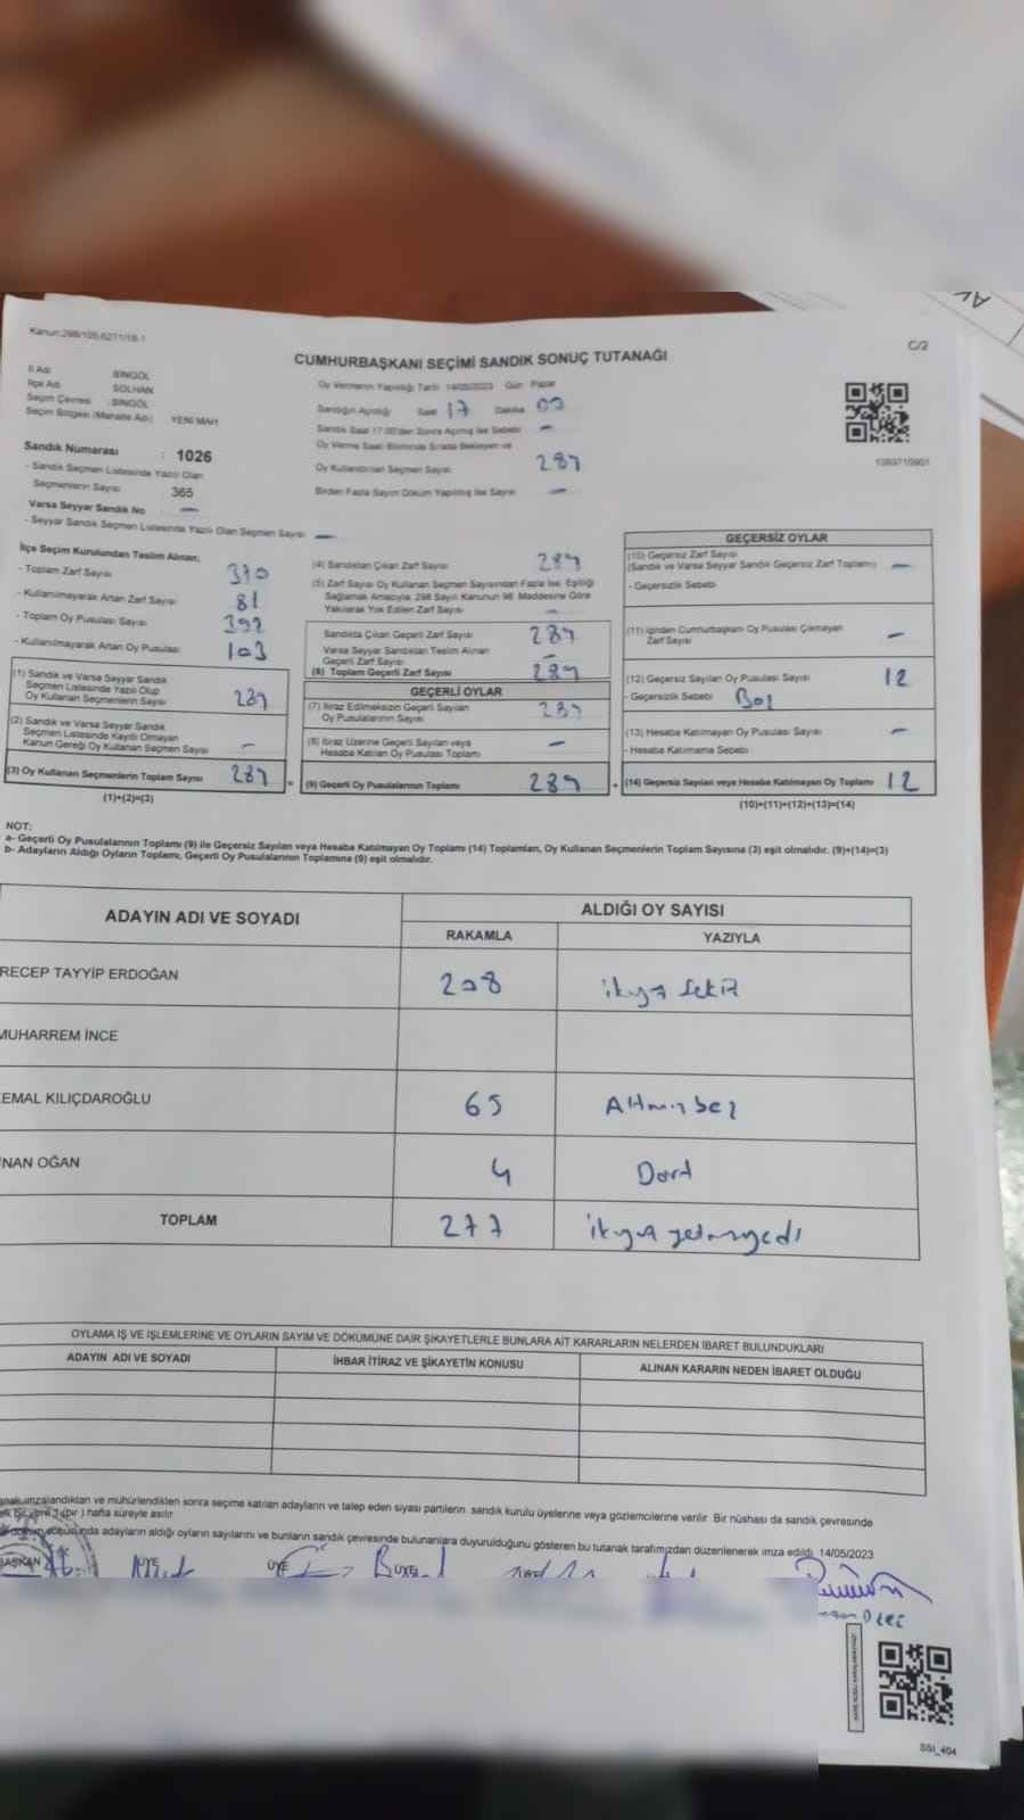 Kanun:298/105,6271/18-1
C/2
CUMHURBAŞKANI SEÇİMİ SANDIK SONUÇ TUTANAĞI
İl Adı BİNGÖL
İlçe Adı SOLHAN
Seçim Çevresi :BİNGÖL
Seçim Bölgesi (Mahalle Adı) YENİ MAH
Sandık Numarası : 1026
- Sandık Seçmen Listesinde Yazılı Olan
Seçmenlerin Sayısı 365
Varsa Seyyar Sandık No —
- Seyyar Sandık Seçmen Listesinde Yazılı Olan Seçmen Sayısı —
Oy Vermenin Yapıldığı Tarih 14/05/2023 Gün Pazar
Sandığın Açıldığı Saat 17 Dakika 00
Sandık Saat 17.00'den Sonra Açılmış İse Sebebi —
Oy Verme Saati Bitiminde Sırada Bekleyen ve
Oy Kullandırılan Seçmen Sayısı 289
Birden Fazla Sayım Döküm Yapılmış İse Sayısı —
İlçe Seçim Kurulundan Teslim Alınan;
- Toplam Zarf Sayısı 370
- Kullanılmayarak Artan Zarf Sayısı 81
- Toplam Oy Pusulası Sayısı 392
- Kullanılmayarak Artan Oy Pusulası 103
(1) Sandık ve Varsa Seyyar Sandık
Seçmen Listesinde Yazılı Olup
Oy Kullanan Seçmenlerin Sayısı 289
(2) Sandık ve Varsa Seyyar Sandık
Seçmen Listesinde Kayıtlı Olmayan
Kanun Gereği Oy Kullanan Seçmen Sayısı —
(3) Oy Kullanan Seçmenlerin Toplam Sayısı 289
(1)+(2)=(3)
(4) Sandıktan Çıkan Zarf Sayısı 289
(5) Zarf Sayısı Oy Kullanan Seçmen Sayısından Fazla İse, Eşitliği
Sağlamak Amacıyla; 298 Sayılı Kanunun 98. Maddesine Göre
Yakılarak Yok Edilen Zarf Sayısı —
Sandıkta Çıkan Geçerli Zarf Sayısı 289
Varsa Seyyar Sandıktan Teslim Alınan
Geçerli Zarf Sayısı —
(6) Toplam Geçerli Zarf Sayısı 289
GEÇERLİ OYLAR
(7) İtiraz Edilmeksizin Geçerli Sayılan
Oy Pusulalarının Sayısı 289
(8) İtiraz Üzerine Geçerli Sayılan veya
Hesaba Katılan Oy Pusulası Toplamı —
(9) Geçerli Oy Pusulalarının Toplamı 289
GEÇERSİZ OYLAR
(10) Geçersiz Zarf Sayısı
(Sandık ve Varsa Seyyar Sandık Geçersiz Zarf Toplamı) —
- Geçersizlik Sebebi
(11) İçinden Cumhurbaşkanı Oy Pusulası Çıkmayan
Zarf Sayısı —
(12) Geçersiz Sayılan Oy Pusulası Sayısı 12
- Geçersizlik Sebebi Boş
(13) Hesaba Katılmayan Oy Pusulası Sayısı —
- Hesaba Katılmama Sebebi
(14) Geçersiz Sayılan veya Hesaba Katılmayan Oy Toplamı 12
(10)+(11)+(12)+(13)=(14)
NOT:
a- Geçerli Oy Pusulalarının Toplamı (9) ile Geçersiz Sayılan veya Hesaba Katılmayan Oy Toplamı (14) Toplamları, Oy Kullanan Seçmenlerin Toplam Sayısına (3) eşit olmalıdır. (9)+(14)=(3)
b- Adayların Aldığı Oyların Toplamı, Geçerli Oy Pusulalarının Toplamına (9) eşit olmalıdır.
ADAYIN ADI VE SOYADI
ALDIĞI OY SAYISI
RAKAMLA YAZIYLA
RECEP TAYYİP ERDOĞAN 208 ikiyüz sekiz
MUHARREM İNCE
EMAL KILIÇDAROĞLU 65 Altmış beş
NAN OĞAN 4 Dört
TOPLAM 277 ikiyüz yetmişyedi
OYLAMA İŞ VE İŞLEMLERİNE VE OYLARIN SAYIM VE DÖKÜMÜNE DAİR ŞİKAYETLERLE BUNLARA AİT KARARLARIN NELERDEN İBARET BULUNDUKLARI
ADAYIN ADI VE SOYADI İHBAR İTİRAZ VE ŞİKAYETİN KONUSU ALINAN KARARIN NEDEN İBARET OLDUĞU
imzalandıktan ve mühürlendikten sonra seçime katılan adayların ve talep eden siyasi partilerin sandık kurulu üyelerine veya gözlemcilerine verilir. Bir nüshası da sandık çevresinde
hafta süreyle asılır
adayların aldığı oyların sayılarını ve bunların sandık çevresinde bulunanlara duyurulduğunu gösteren bu tutanak tarafımızdan düzenlenerek imza edildi. 14/05/2023
BAŞKAN ÜYE ÜYE
SSI_404